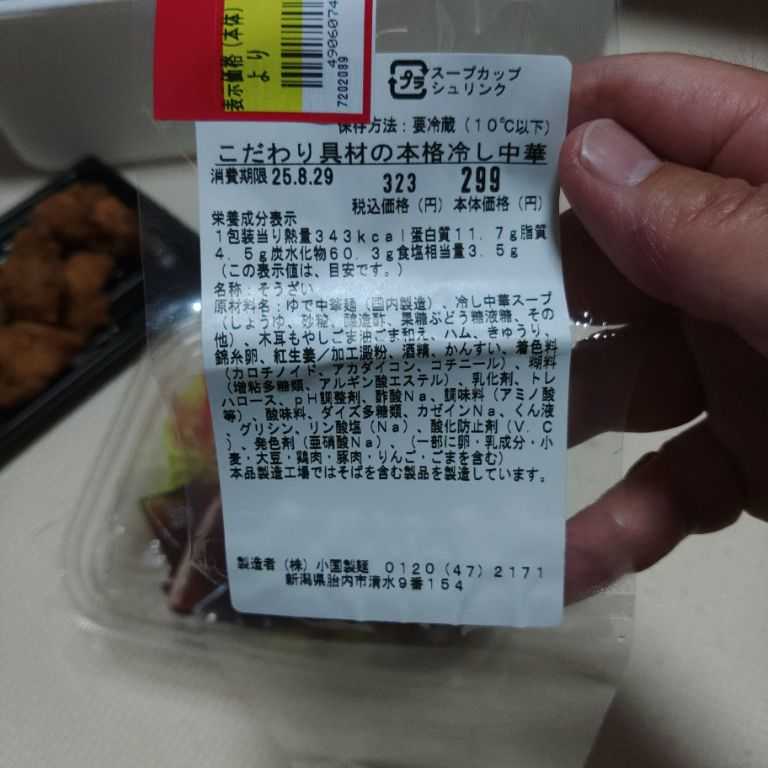 表示価格（本体）
より
4906074
7202089
プラ
スープカップ
シュリンク
保存方法：要冷蔵（10℃以下）
こだわり具材の本格冷し中華
消費期限 25.8.29 323 299
税込価格（円）本体価格（円）
栄養成分表示
1包装当り熱量343kcal蛋白質11.7g脂質
4.5g炭水化物60.3g食塩相当量3.5g
（この表示値は、目安です。）
名称：そうざい
原材料名：ゆで中華麺（国内製造）、冷し中華スープ
（しょうゆ、砂糖、醸造酢、果糖ぶどう糖液糖、その
他）、木耳もやしごま油ごま和え、ハム、きゅうり、
錦糸卵、紅生姜／加工澱粉、酒精、かんすい、着色料
（カロチノイド、アカダイコン、コチニール）、糊料
（増粘多糖類、アルギン酸エステル）、乳化剤、トレ
ハロース、pH調整剤、酢酸Na、調味料（アミノ酸
等）、酸味料、ダイズ多糖類、カゼインNa、くん液
、グリシン、リン酸塩（Na）、酸化防止剤（V.C
）、発色剤（亜硝酸Na）、（一部に卵・乳成分・小
麦・大豆・鶏肉・豚肉・りんご・ごまを含む）
本品製造工場ではそばを含む製品を製造しています。
製造者（株）小国製麺 0120（47）2171
新潟県胎内市清水9番154